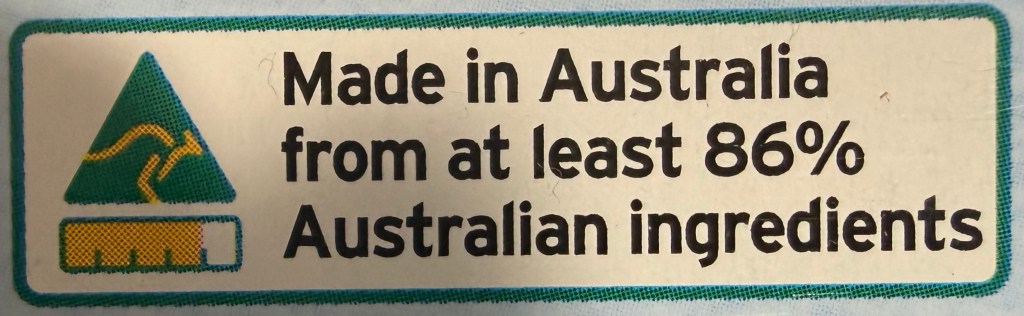 Made in Australia
from at least 86%
Australian ingredients